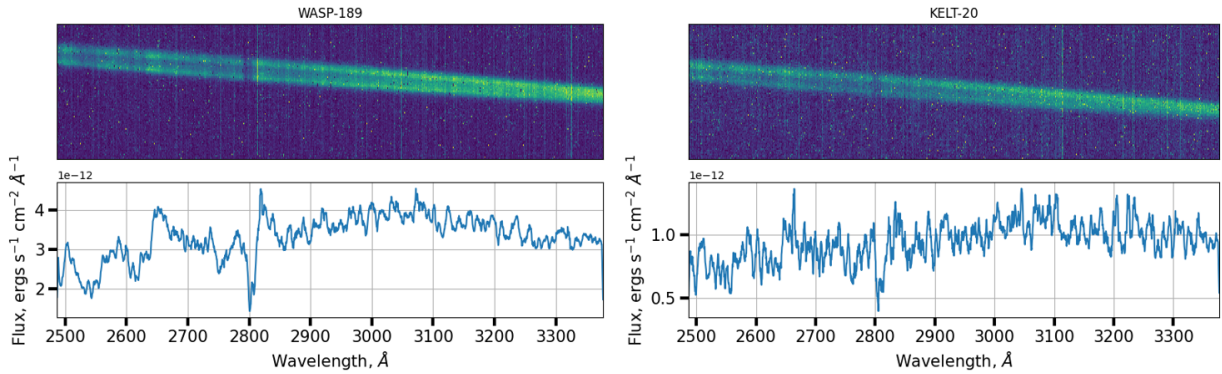 WASP-189
1e−12
Flux, ergs s⁻¹ cm⁻² Å⁻¹
4
3
2
2500 2600 2700 2800 2900 3000 3100 3200 3300
Wavelength, Å
KELT-20
1e−12
Flux, ergs s⁻¹ cm⁻² Å⁻¹
1.0
0.5
2500 2600 2700 2800 2900 3000 3100 3200 3300
Wavelength, Å